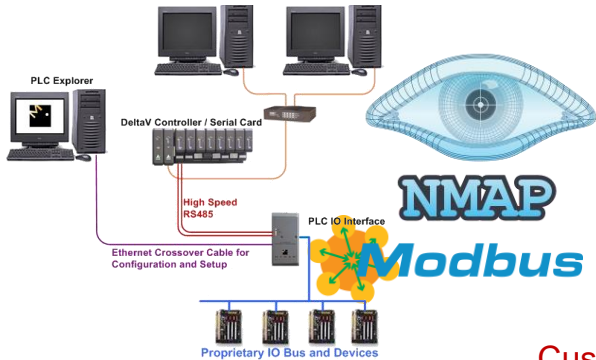 PLC Explorer
DeltaV Controller / Serial Card
High Speed
RS485
PLC IO Interface
NMAP
Modbus
Ethernet Crossover Cable for
Configuration and Setup
Proprietary IO Bus and Devices
Cus